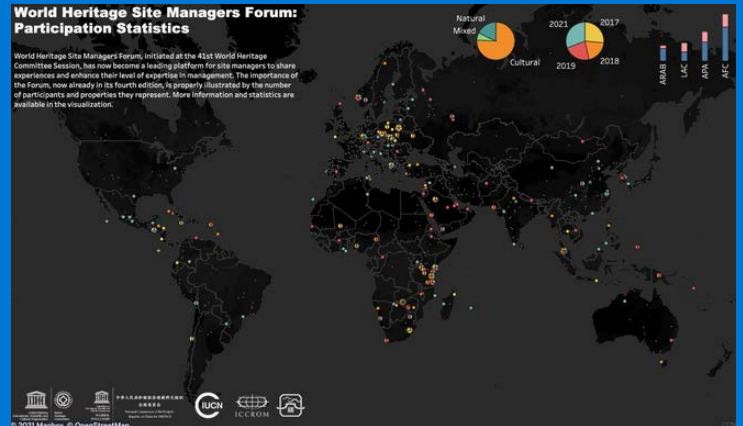 World Heritage Site Managers Forum:
Participation Statistics
World Heritage Site Managers Forum, initiated at the 41st World Heritage
Committee Session, has now become a leading platform for site managers to share
experiences and enhance their level of expertise in management. The importance of
the Forum, now already in its fourth edition, is properly illustrated by the number
of participants and properties they represent. More information and statistics are
available in the visualization.
Natural
Mixed
Cultural
2021
2017
2019
2018
ARAB
LAC
APA
AFC
IUCN
ICCROM
© 2021 Mapbox © OpenStreetMap